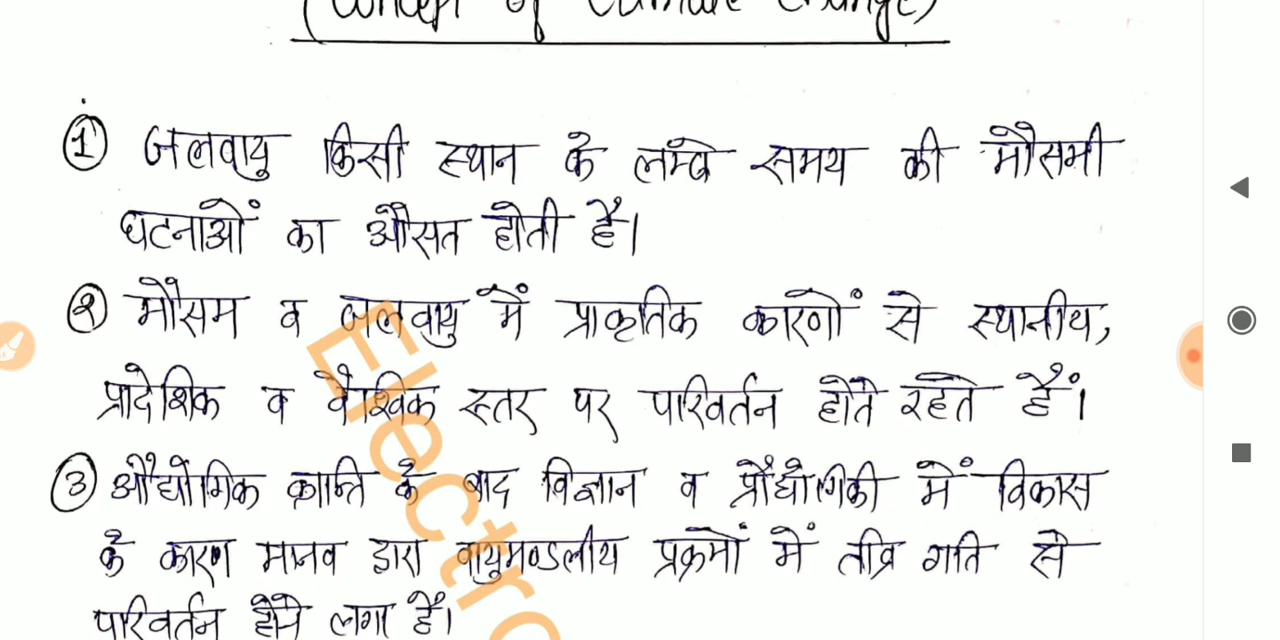 (Concept of Climate Change)
① जलवायु किसी स्थान के लम्बे समय की मौसमी
घटनाओं का औसत होती है।
② मौसम व जलवायु में प्राकृतिक कारणों से स्थानीय,
प्रादेशिक व वैश्विक स्तर पर परिवर्तन होते रहते हैं।
③ औद्योगिक क्रान्ति के बाद विज्ञान व प्रौद्योगिकी में विकास
के कारण मानव द्वारा वायुमण्डलीय प्रक्रमों में तीव्र गति से
परिवर्तन होने लगा है।
Electro